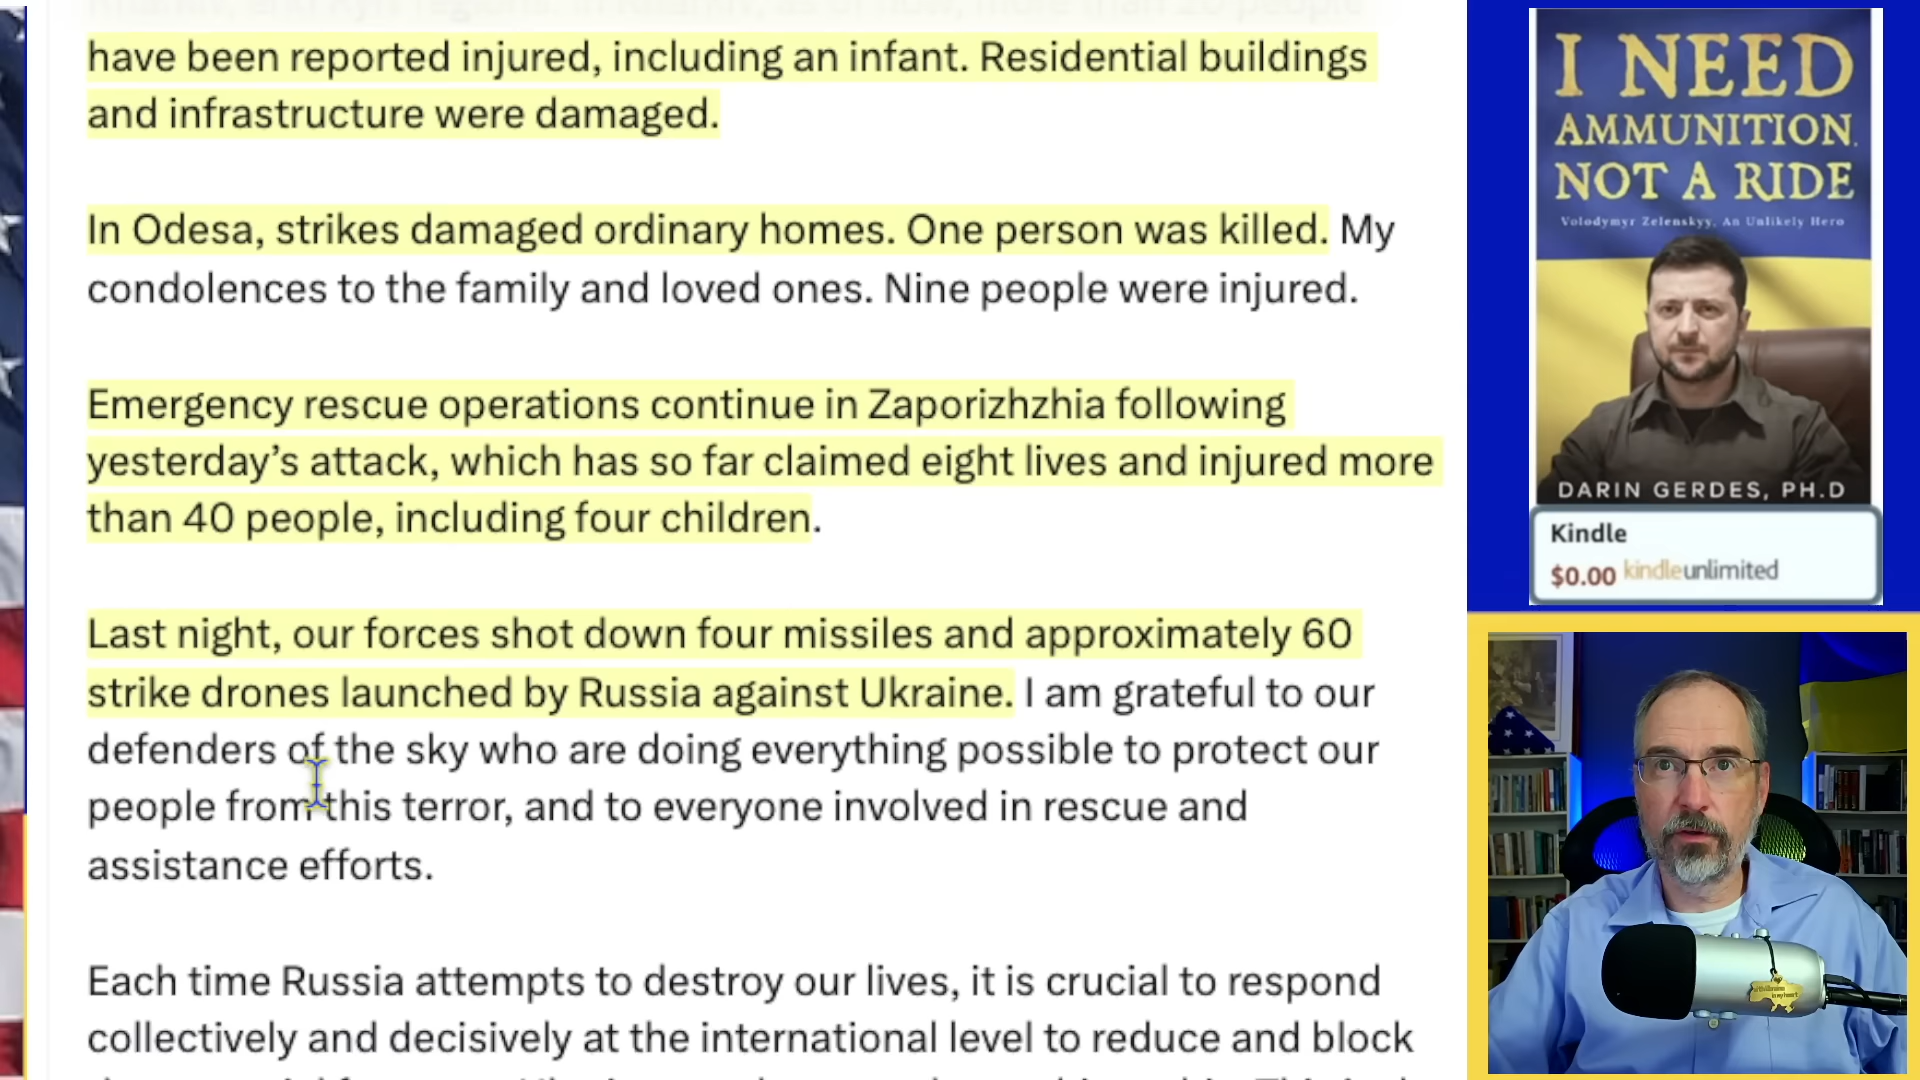 have been reported injured, including an infant. Residential buildings
and infrastructure were damaged.
In Odesa, strikes damaged ordinary homes. One person was killed. My
condolences to the family and loved ones. Nine people were injured.
Emergency rescue operations continue in Zaporizhzhia following
yesterday’s attack, which has so far claimed eight lives and injured more
than 40 people, including four children.
Last night, our forces shot down four missiles and approximately 60
strike drones launched by Russia against Ukraine. I am grateful to our
defenders of the sky who are doing everything possible to protect our
people from this terror, and to everyone involved in rescue and
assistance efforts.
Each time Russia attempts to destroy our lives, it is crucial to respond
collectively and decisively at the international level to reduce and block
I NEED
AMMUNITION,
NOT A RIDE
Volodymyr Zelenskyy, An Unlikely Hero
DARIN GERDES, PH.D
Kindle
$0.00 kindleunlimited